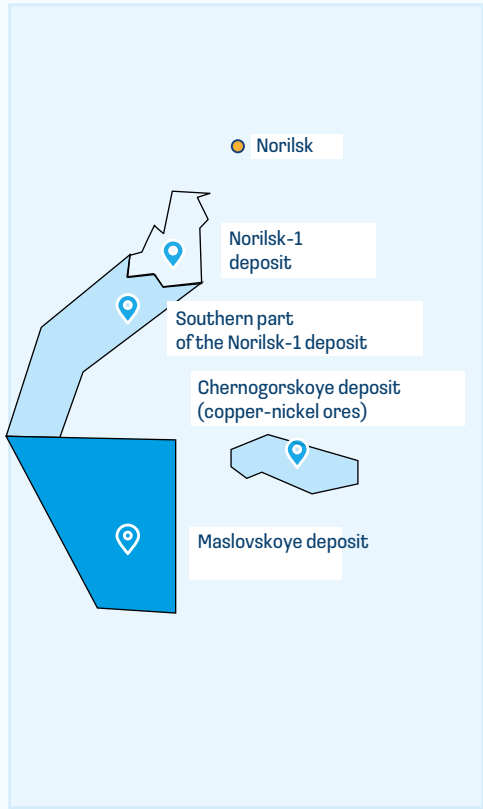 Norilsk
Norilsk-1
deposit
Southern part
of the Norilsk-1 deposit
Chernogorskoye deposit
(copper-nickel ores)
Maslovskoye deposit